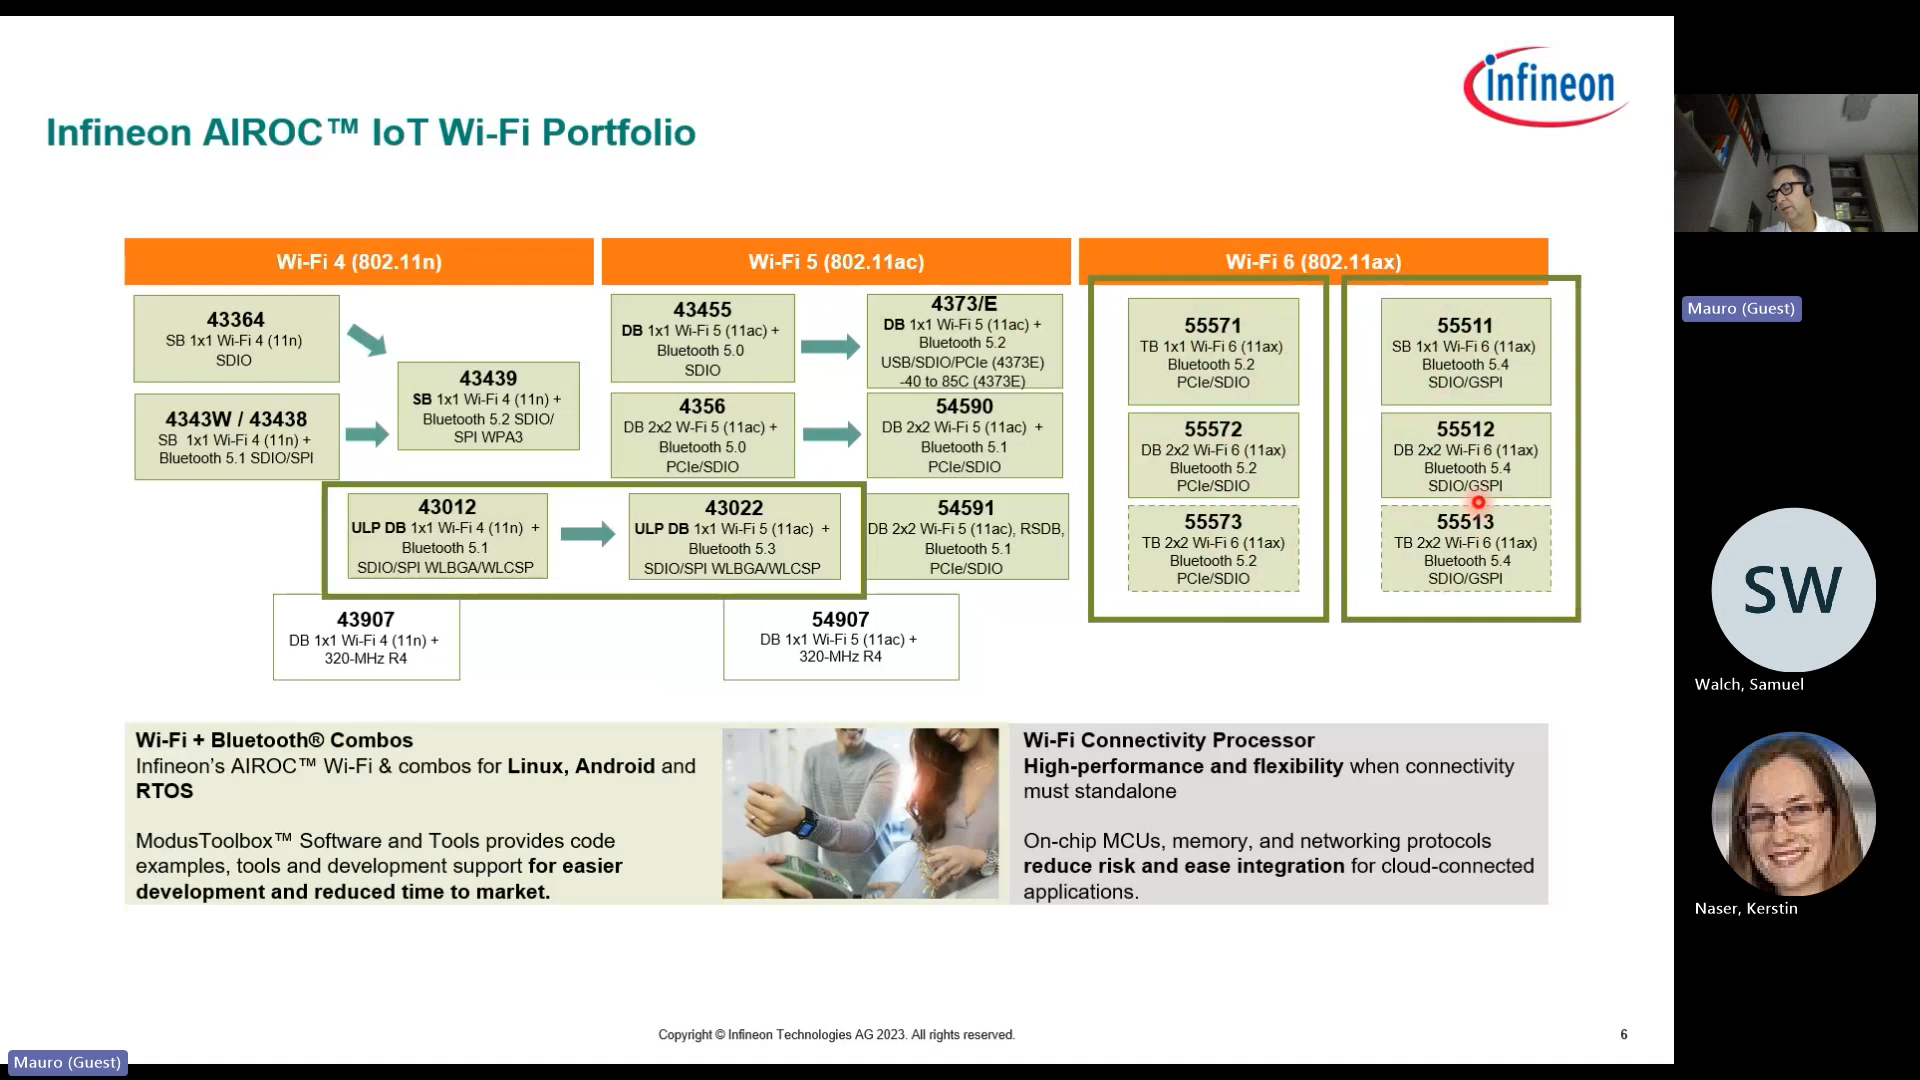 infineon
Infineon AIROC™ IoT Wi-Fi Portfolio
Wi-Fi 4 (802.11n)
Wi-Fi 5 (802.11ac)
Wi-Fi 6 (802.11ax)
43364
SB 1x1 Wi-Fi 4 (11n)
SDIO
4343W / 43438
SB 1x1 Wi-Fi 4 (11n) +
Bluetooth 5.1 SDIO/SPI
43439
SB 1x1 Wi-Fi 4 (11n) +
Bluetooth 5.2 SDIO/
SPI WPA3
43012
ULP DB 1x1 Wi-Fi 4 (11n) +
Bluetooth 5.1
SDIO/SPI WLBGA/WLCSP
43907
DB 1x1 Wi-Fi 4 (11n) +
320-MHz R4
43455
DB 1x1 Wi-Fi 5 (11ac) +
Bluetooth 5.0
SDIO
4373/E
DB 1x1 Wi-Fi 5 (11ac) +
Bluetooth 5.2
USB/SDIO/PCIe (4373E)
-40 to 85C (4373E)
4356
DB 2x2 W-Fi 5 (11ac) +
Bluetooth 5.0
PCIe/SDIO
54590
DB 2x2 Wi-Fi 5 (11ac) +
Bluetooth 5.1
PCIe/SDIO
43022
ULP DB 1x1 Wi-Fi 5 (11ac) +
Bluetooth 5.3
SDIO/SPI WLBGA/WLCSP
54591
DB 2x2 Wi-Fi 5 (11ac), RSDB,
Bluetooth 5.1
PCIe/SDIO
54907
DB 1x1 Wi-Fi 5 (11ac) +
320-MHz R4
55571
TB 1x1 Wi-Fi 6 (11ax)
Bluetooth 5.2
PCIe/SDIO
55572
DB 2x2 Wi-Fi 6 (11ax)
Bluetooth 5.2
PCIe/SDIO
55573
TB 2x2 Wi-Fi 6 (11ax)
Bluetooth 5.2
PCIe/SDIO
55511
SB 1x1 Wi-Fi 6 (11ax)
Bluetooth 5.4
SDIO/GSPI
55512
DB 2x2 Wi-Fi 6 (11ax)
Bluetooth 5.4
SDIO/GSPI
55513
TB 2x2 Wi-Fi 6 (11ax)
Bluetooth 5.4
SDIO/GSPI
Wi-Fi + Bluetooth® Combos
Infineon's AIROC™ Wi-Fi & combos for Linux, Android and
RTOS
ModusToolbox™ Software and Tools provides code
examples, tools and development support for easier
development and reduced time to market.
Wi-Fi Connectivity Processor
High-performance and flexibility when connectivity
must standalone
On-chip MCUs, memory, and networking protocols
reduce risk and ease integration for cloud-connected
applications.
Copyright © Infineon Technologies AG 2023. All rights reserved.
6
Mauro (Guest)
Mauro (Guest)
SW
Walch, Samuel
Naser, Kerstin